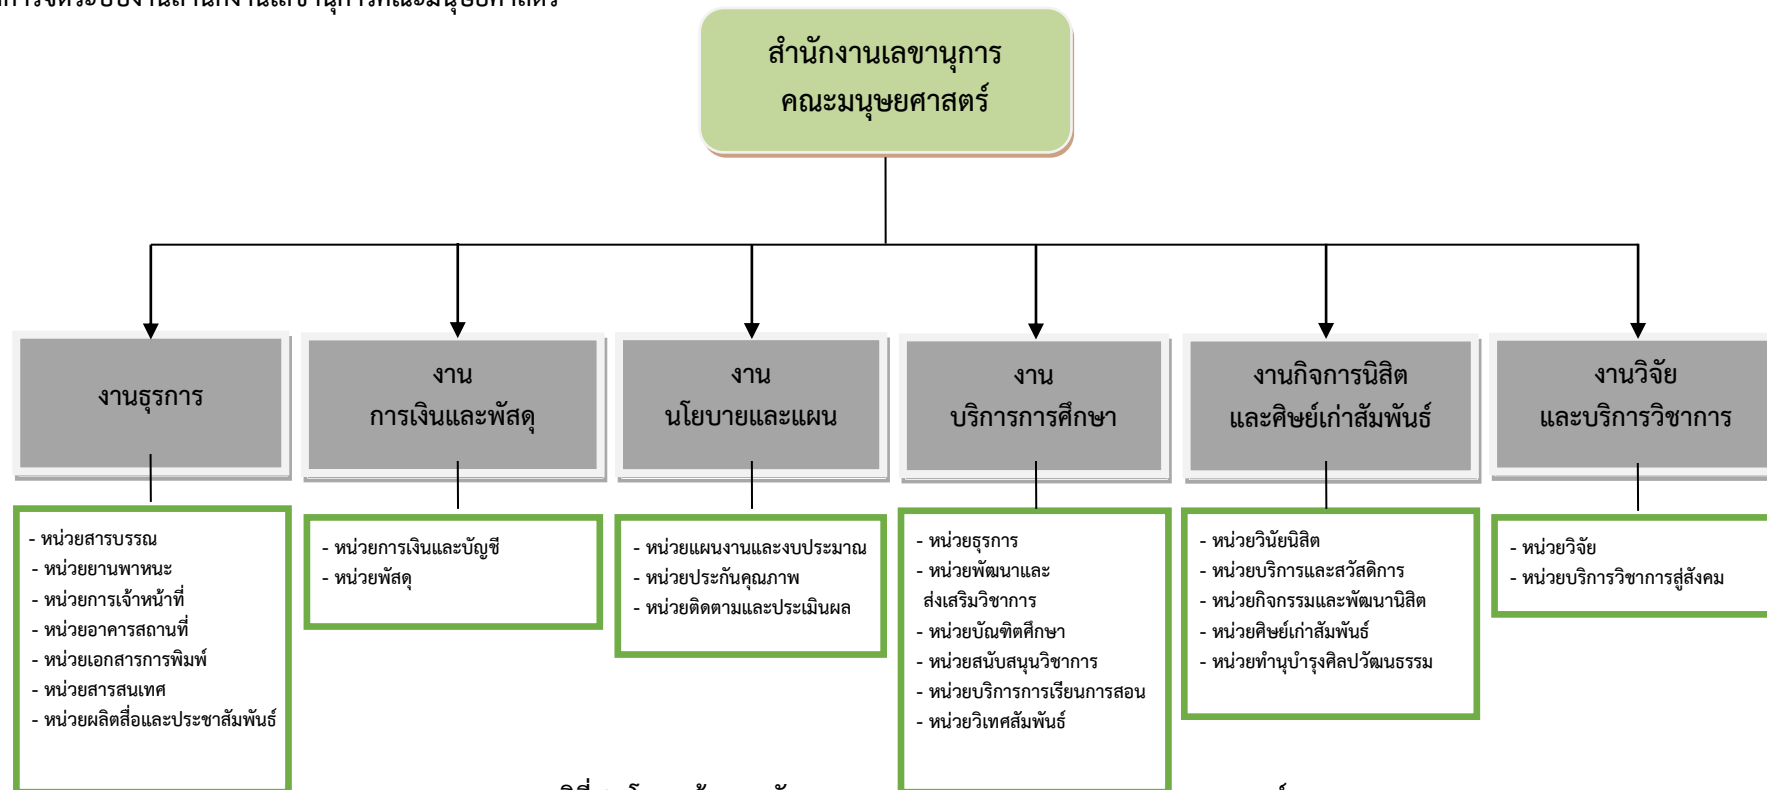 สำนักงานเลขานุการ
คณะมนุษยศาสตร์
งานธุรการ
- หน่วยสารบรรณ
- หน่วยยานพาหนะ
- หน่วยการเจ้าหน้าที่
- หน่วยอาคารสถานที่
- หน่วยเอกสารการพิมพ์
- หน่วยสารสนเทศ
- หน่วยผลิตสื่อและประชาสัมพันธ์
งาน
การเงินและพัสดุ
- หน่วยการเงินและบัญชี
- หน่วยพัสดุ
งาน
นโยบายและแผน
- หน่วยแผนงานและงบประมาณ
- หน่วยประกันคุณภาพ
- หน่วยติดตามและประเมินผล
งาน
บริการการศึกษา
- หน่วยธุรการ
- หน่วยพัฒนาและ
ส่งเสริมวิชาการ
- หน่วยบัณฑิตศึกษา
- หน่วยสนับสนุนวิชาการ
- หน่วยบริการการเรียนการสอน
- หน่วยวิเทศสัมพันธ์
งานกิจการนิสิต
และศิษย์เก่าสัมพันธ์
- หน่วยวินัยนิสิต
- หน่วยบริการและสวัสดิการ
- หน่วยกิจกรรมและพัฒนานิสิต
- หน่วยศิษย์เก่าสัมพันธ์
- หน่วยทำนุบำรุงศิลปวัฒนธรรม
งานวิจัย
และบริการวิชาการ
- หน่วยวิจัย
- หน่วยบริการวิชาการสู่สังคม